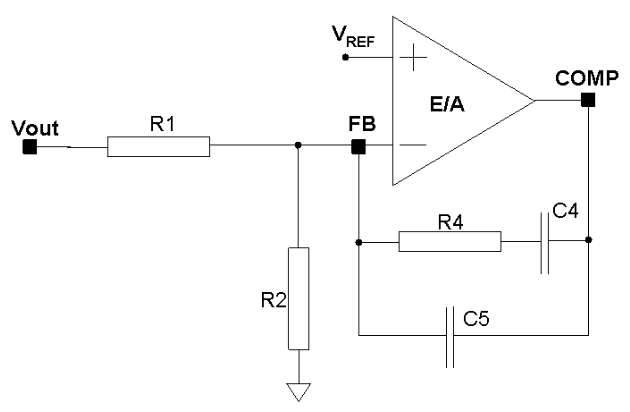 VREF
+
E/A
COMP
Vout
R1
FB
−
R4
C4
R2
C5